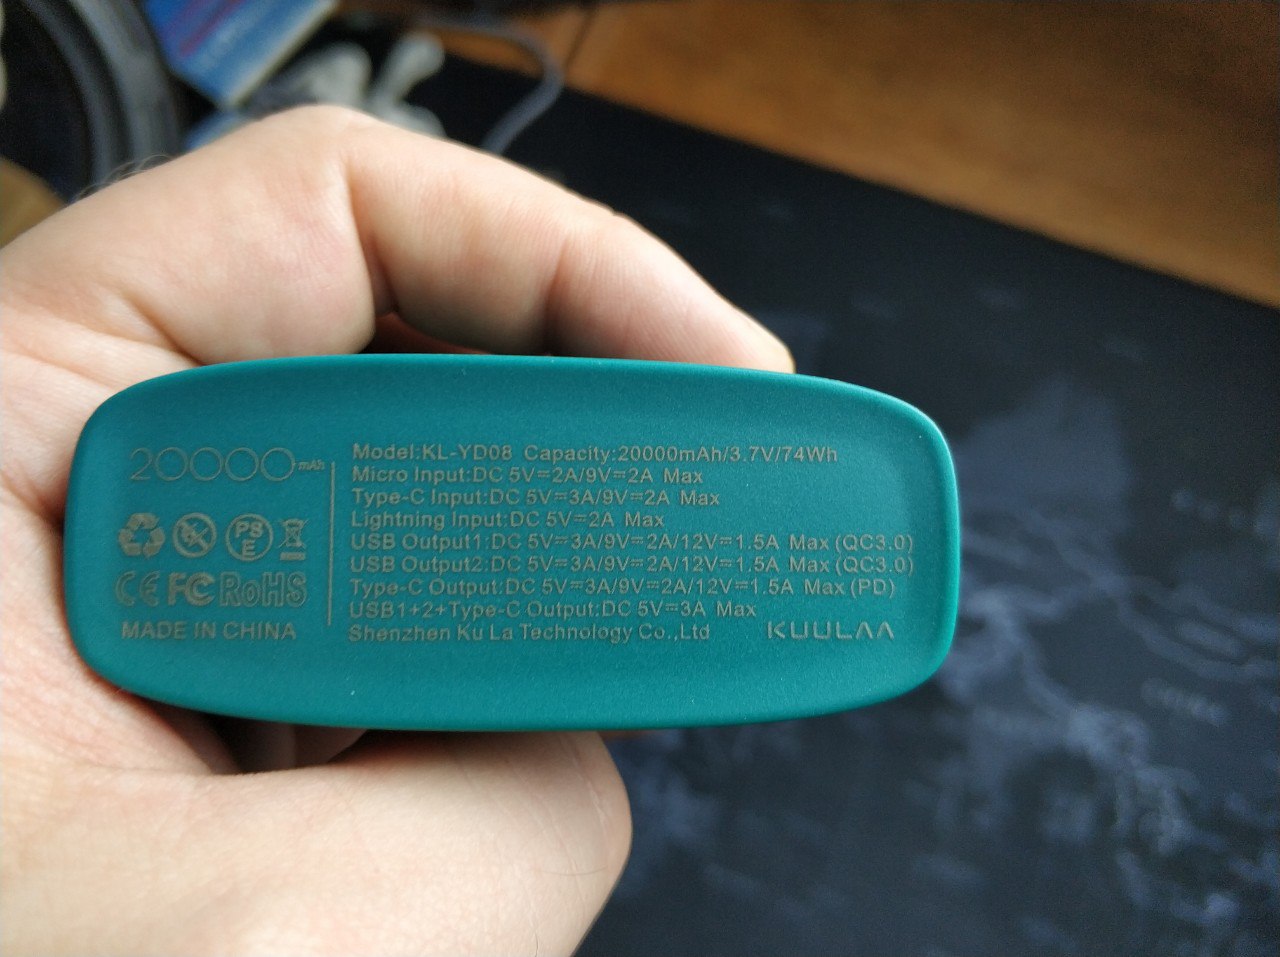 20000mAh
PS
E
CE FC RoHS
MADE IN CHINA
Model:KL-YD08 Capacity:20000mAh/3.7V/74Wh
Micro Input:DC 5V=2A/9V=2A Max
Type-C Input:DC 5V=3A/9V=2A Max
Lightning Input:DC 5V=2A Max
USB Output1:DC 5V=3A/9V=2A/12V=1.5A Max(QC3.0)
USB Output2:DC 5V=3A/9V=2A/12V=1.5A Max(QC3.0)
Type-C Output:DC 5V=3A/9V=2A/12V=1.5A Max(PD)
USB1+2+Type-C Output:DC 5V=3A Max
Shenzhen Ku La Technology Co.,Ltd KUULAA